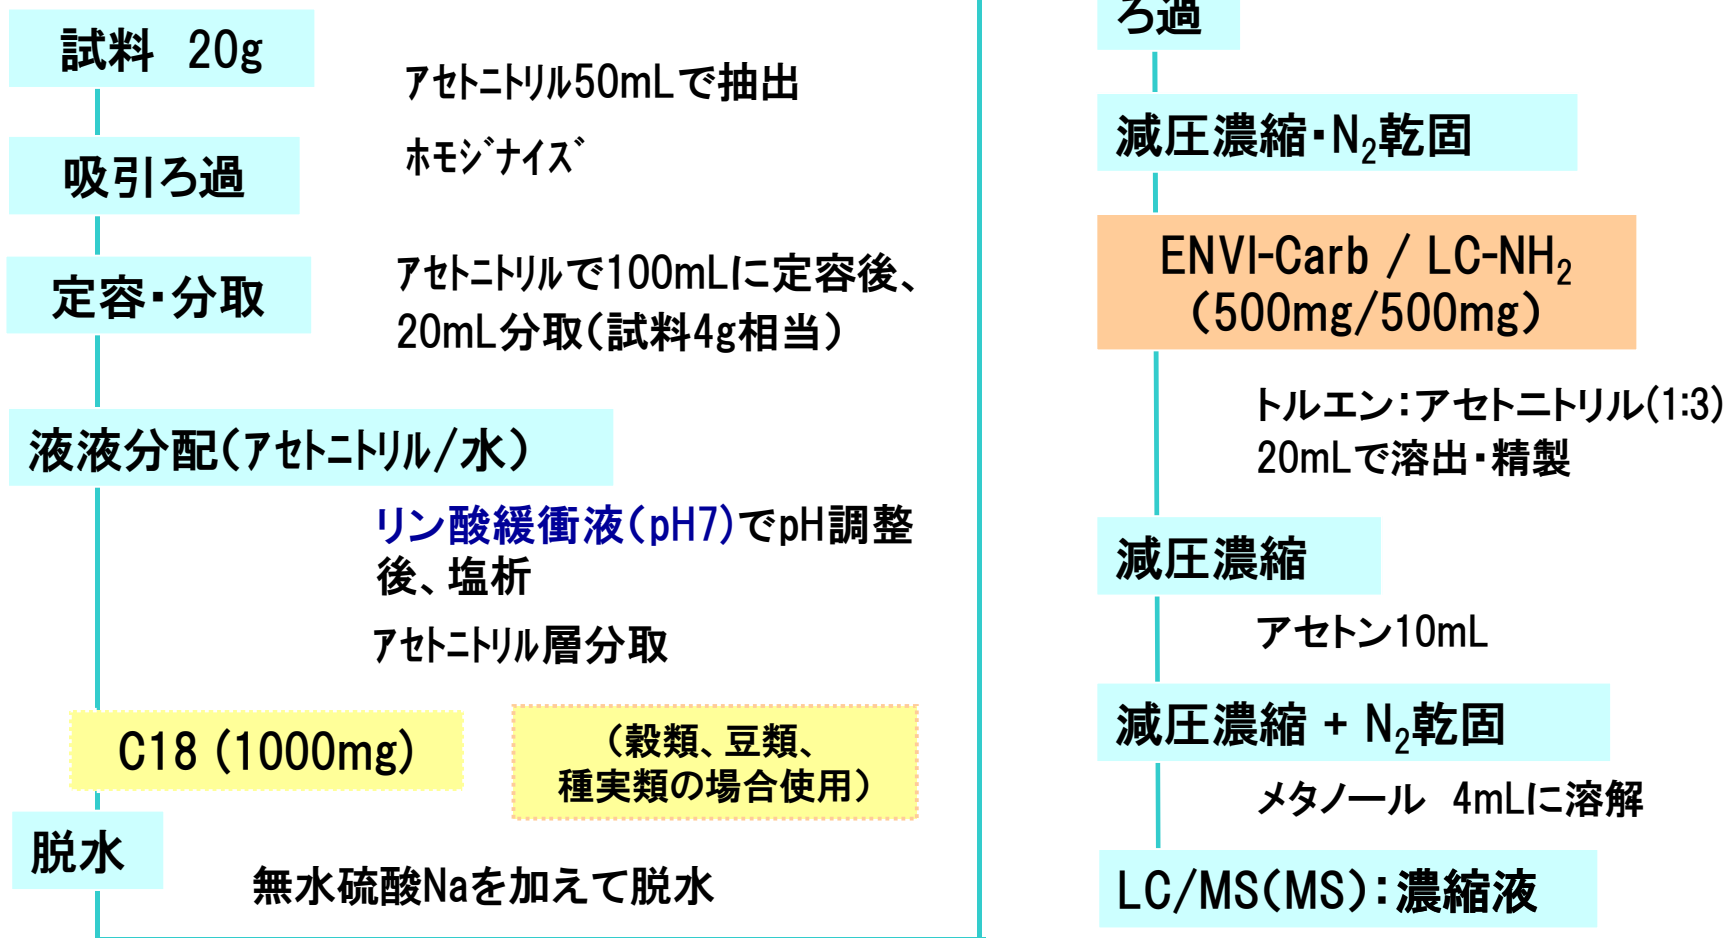 試料　20g
ｱｾﾄﾆﾄﾘﾙ50mLで抽出
ﾎﾓｼﾞﾅｲｽﾞ
吸引ろ過
定容・分取
ｱｾﾄﾆﾄﾘﾙで100mLに定容後、
20mL分取（試料4g相当）
液液分配（ｱｾﾄﾆﾄﾘﾙ/水）
リン酸緩衝液（pH7)でpH調整
後、塩析
ｱｾﾄﾆﾄﾘﾙ層分取
C18 (1000mg)
（穀類、豆類、
種実類の場合使用）
脱水
無水硫酸Naを加えて脱水
ろ過
減圧濃縮・N₂乾固
ENVI-Carb / LC-NH₂
（500mg/500mg）
トルエン：アセトニトリル(1:3)
20mLで溶出・精製
減圧濃縮
アセトン10mL
減圧濃縮 + N₂乾固
メタノール　4mLに溶解
LC/MS(MS)：濃縮液